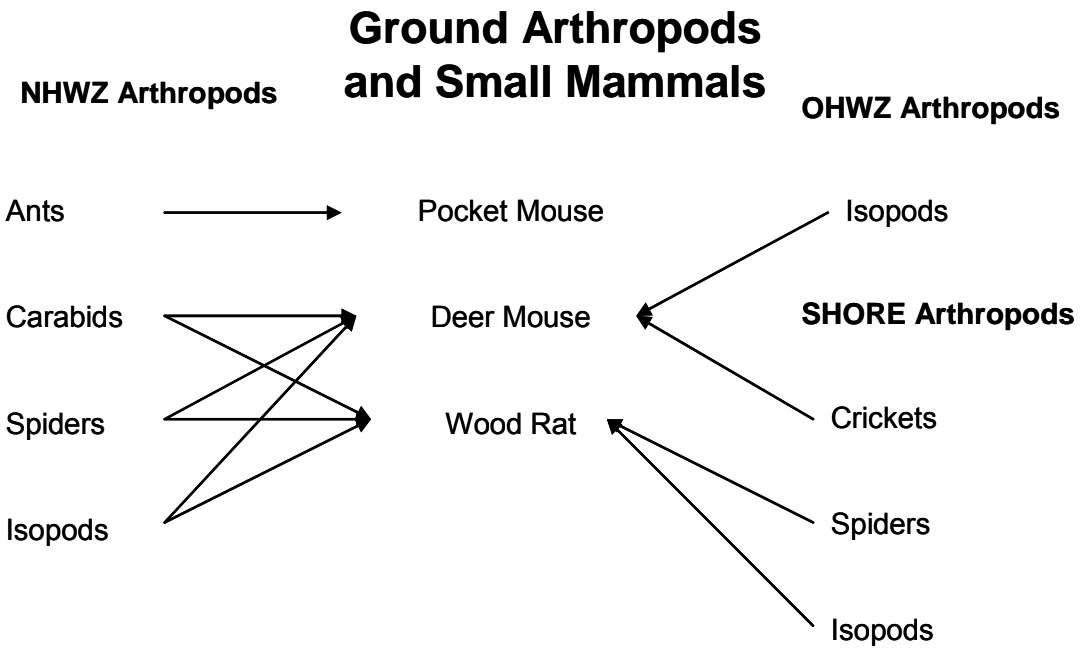 Ground Arthropods
and Small Mammals
NHWZ Arthropods
OHWZ Arthropods
Ants
Pocket Mouse
Isopods
Carabids
Deer Mouse
SHORE Arthropods
Spiders
Wood Rat
Crickets
Isopods
Spiders
Isopods